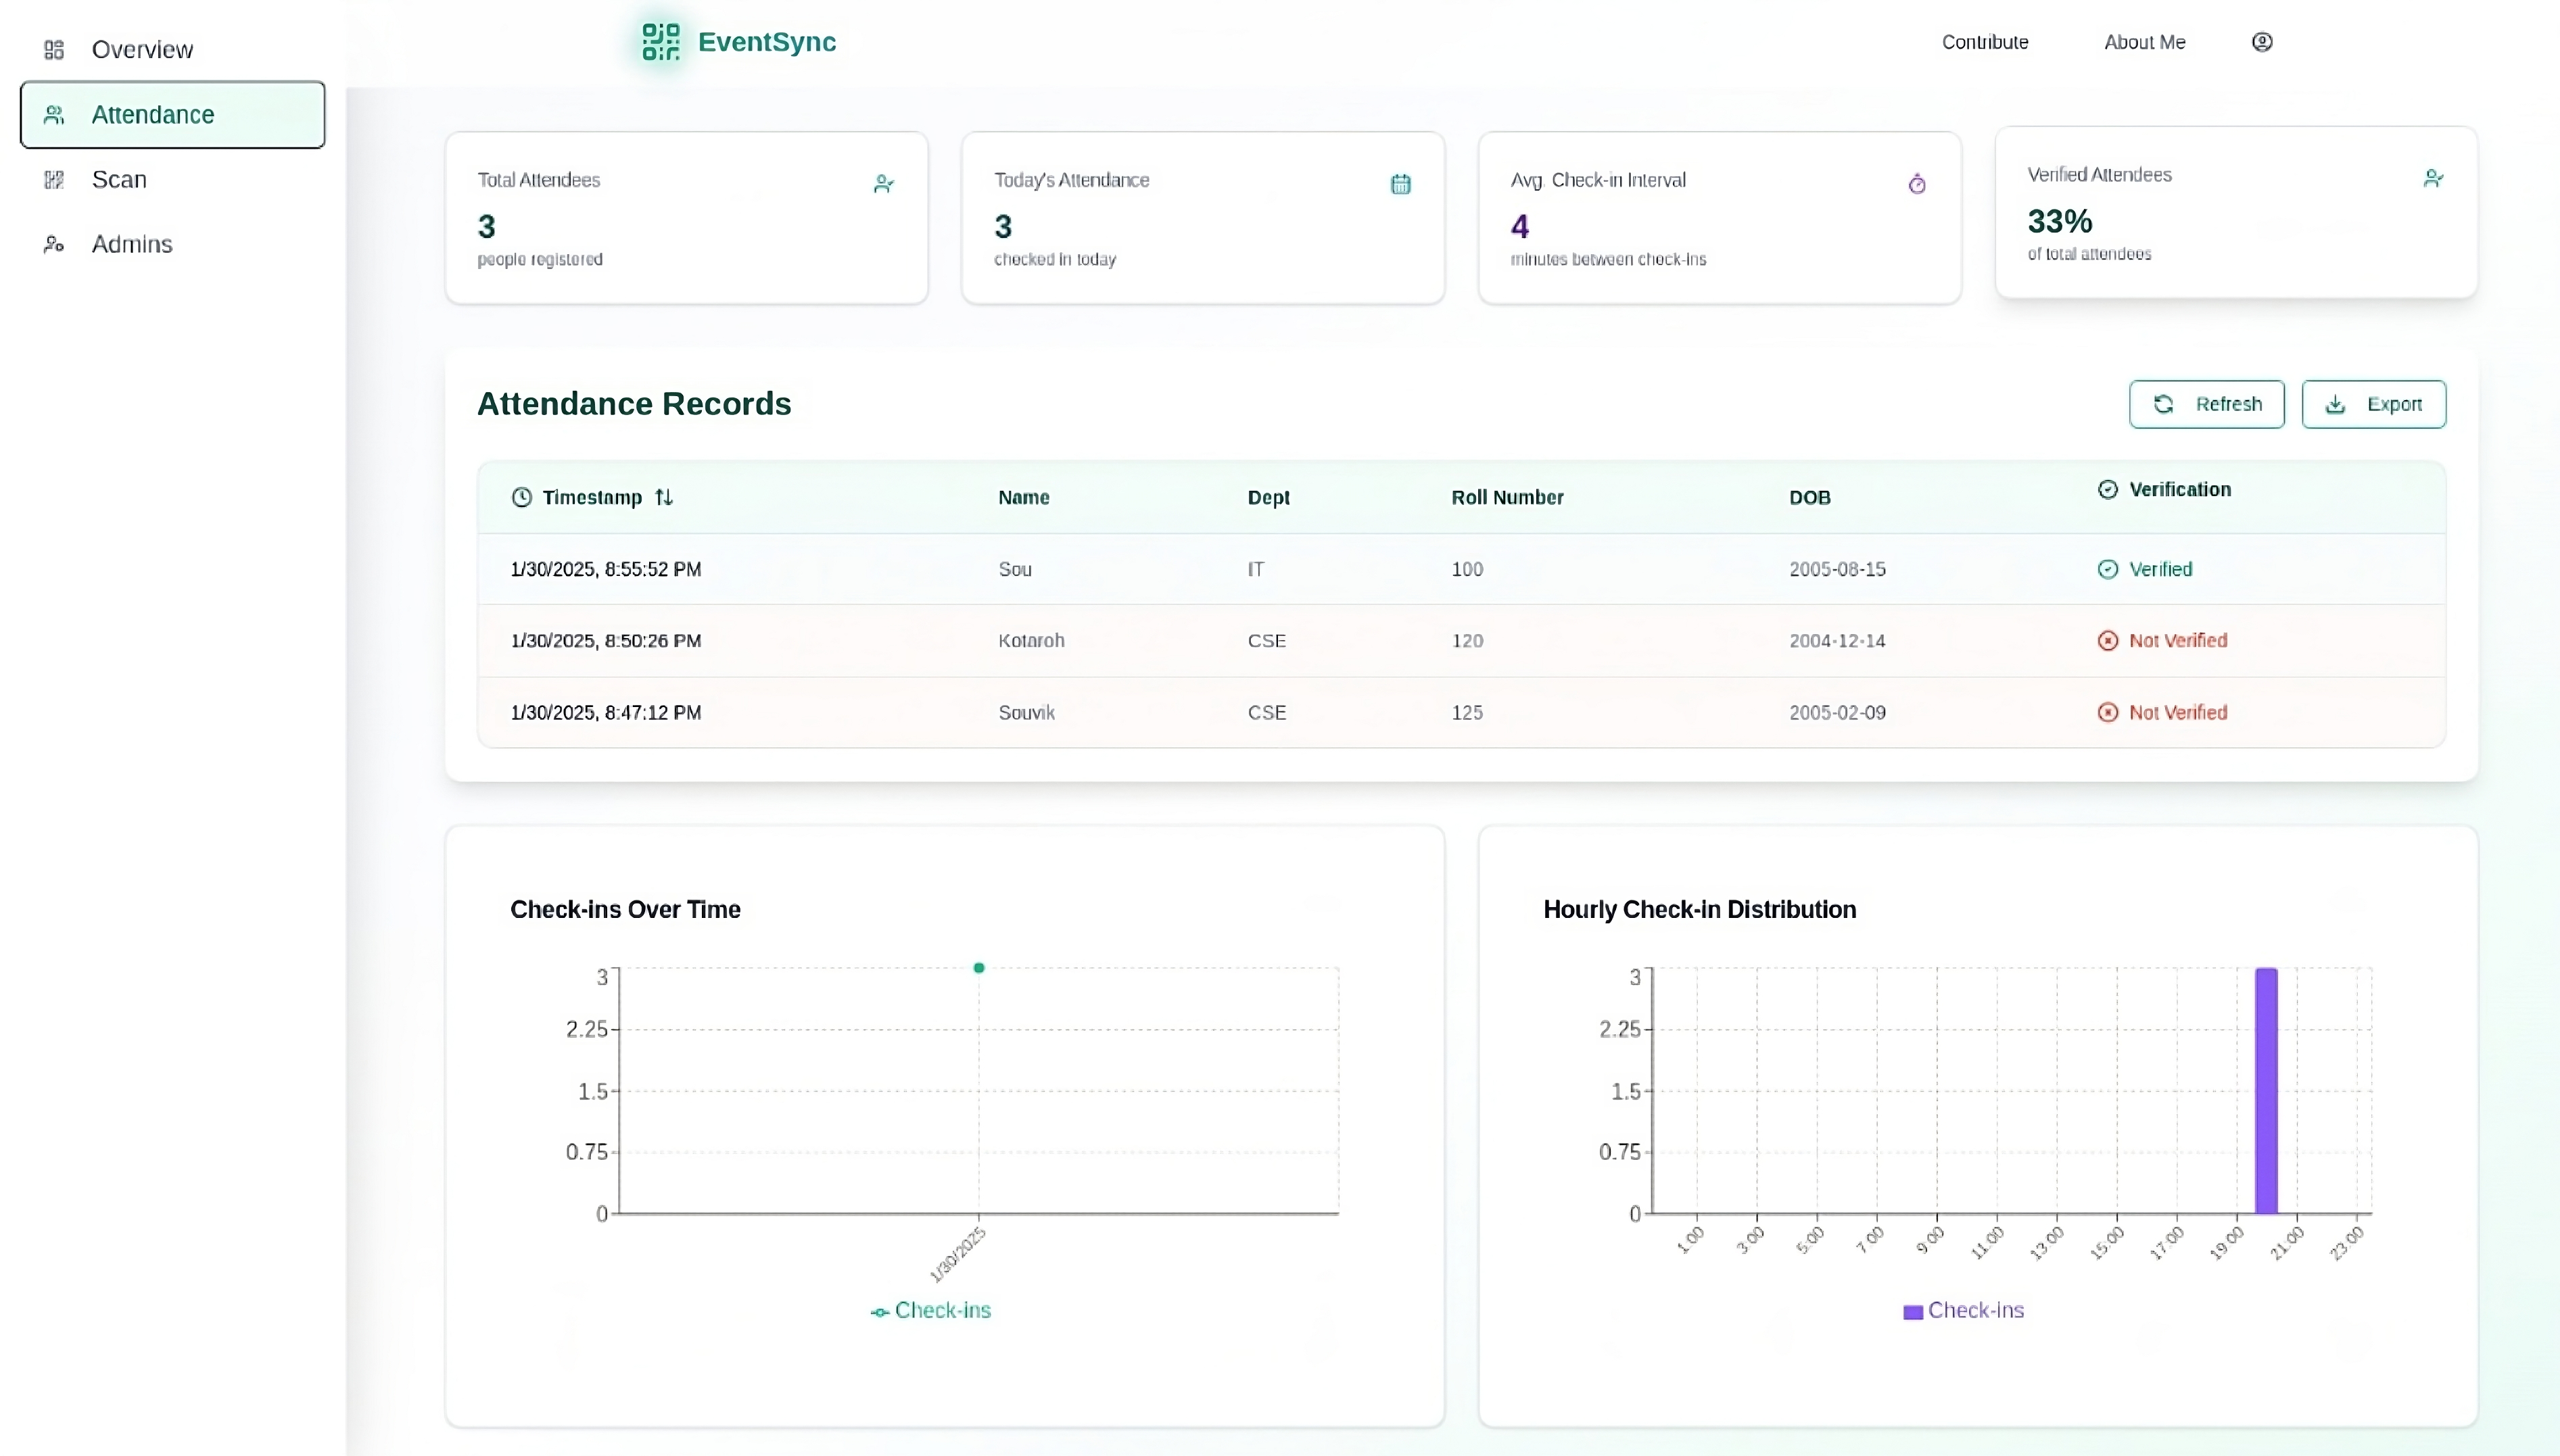 Overview
Attendance
Scan
Admins
EventSync
Contribute
About Me
Total Attendees
3
people registered
Today's Attendance
3
checked in today
Avg. Check-in Interval
4
minutes between check-ins
Verified Attendees
33%
of total attendees
Attendance Records
Refresh
Export
Timestamp Name Dept Roll Number DOB Verification
1/30/2025, 8:55:52 PM Sou IT 100 2005-08-15 Verified
1/30/2025, 8:50:26 PM Kotaroh CSE 120 2004-12-14 Not Verified
1/30/2025, 8:47:12 PM Souvik CSE 125 2005-02-09 Not Verified
Check-ins Over Time
3
2.25
1.5
0.75
0
1/30/2025
Check-ins
Hourly Check-in Distribution
3
2.25
1.5
0.75
0
1:00 3:00 5:00 7:00 9:00 11:00 13:00 15:00 17:00 19:00 21:00 23:00
Check-ins